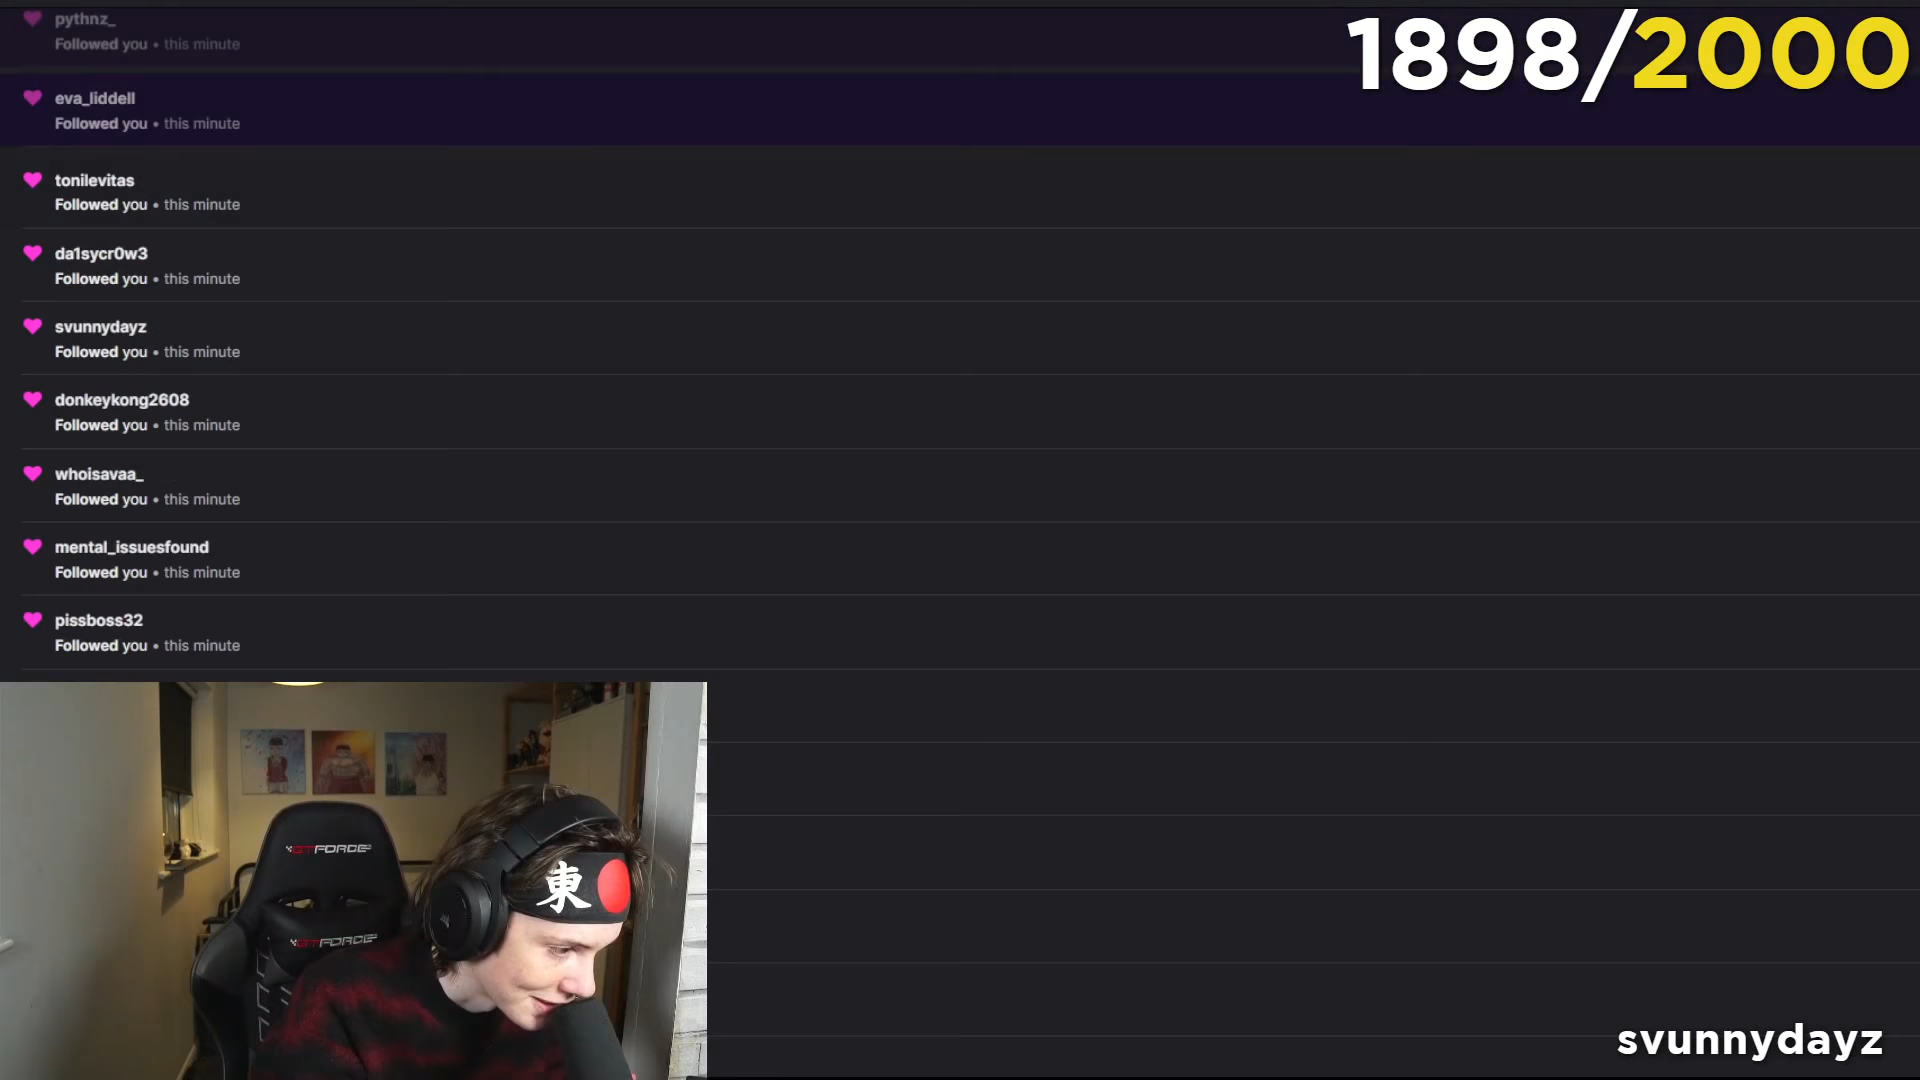 pythnz_
Followed you • this minute
1898/2000
eva_liddell
Followed you • this minute
tonilevitas
Followed you • this minute
da1sycr0w3
Followed you • this minute
svunnydayz
Followed you • this minute
donkeykong2608
Followed you • this minute
whoisavaa_
Followed you • this minute
mental_issuesfound
Followed you • this minute
pissboss32
Followed you • this minute
GTFORCE
東
GTFORCE
svunnydayz